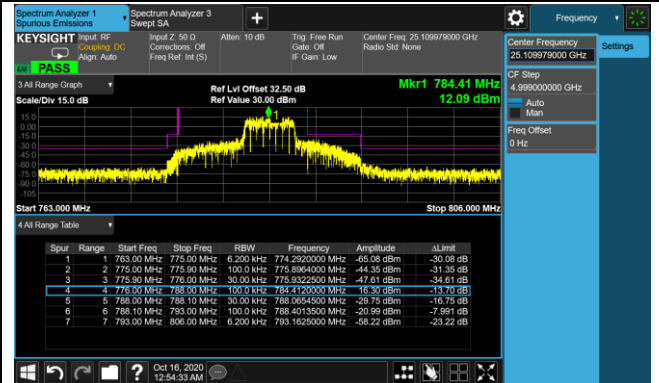 Spectrum Analyzer 1
Spurious Emissions
Spectrum Analyzer 3
Swept SA
Frequency
KEYSIGHT
Input: RF
Coupling: DC
Align: Auto
Input Z: 50 Ω
Corrections: Off
Freq Ref: Int (S)
Atten: 10 dB
Trig: Free Run
Gate: Off
IF Gain: Low
Center Freq: 25.109979000 GHz
Radio Std: None
PASS
Center Frequency
25.109979000 GHz
Settings
CF Step
4.999000000 GHz
Auto
Man
Freq Offset
0 Hz
3 All Range Graph
Scale/Div 15.0 dB
Ref Lvl Offset 32.50 dB
Ref Value 30.00 dBm
Mkr1 784.41 MHz
12.09 dBm
1
15.0
0.00
-15.0
-30.0
-45.0
-60.0
-75.0
-90.0
-105
Start 763.000 MHz
Stop 806.000 MHz
4 All Range Table
Spur Range Start Freq Stop Freq RBW Frequency Amplitude ΔLimit
1 1 763.00 MHz 775.00 MHz 6.200 kHz 774.2920000 MHz -65.08 dBm -30.08 dB
2 2 775.00 MHz 775.90 MHz 100.0 kHz 775.8964000 MHz -44.35 dBm -31.35 dB
3 3 775.90 MHz 776.00 MHz 30.00 kHz 775.9322500 MHz -47.61 dBm -34.61 dB
4 4 776.00 MHz 788.00 MHz 100.0 kHz 784.4120000 MHz 16.30 dBm -13.70 dB
5 5 788.00 MHz 788.10 MHz 30.00 kHz 788.0654500 MHz -29.75 dBm -16.75 dB
6 6 788.10 MHz 793.00 MHz 100.0 kHz 788.4013500 MHz -20.99 dBm -7.991 dB
7 7 793.00 MHz 806.00 MHz 6.200 kHz 793.1625000 MHz -58.22 dBm -23.22 dB
Oct 16, 2020
12:54:33 AM